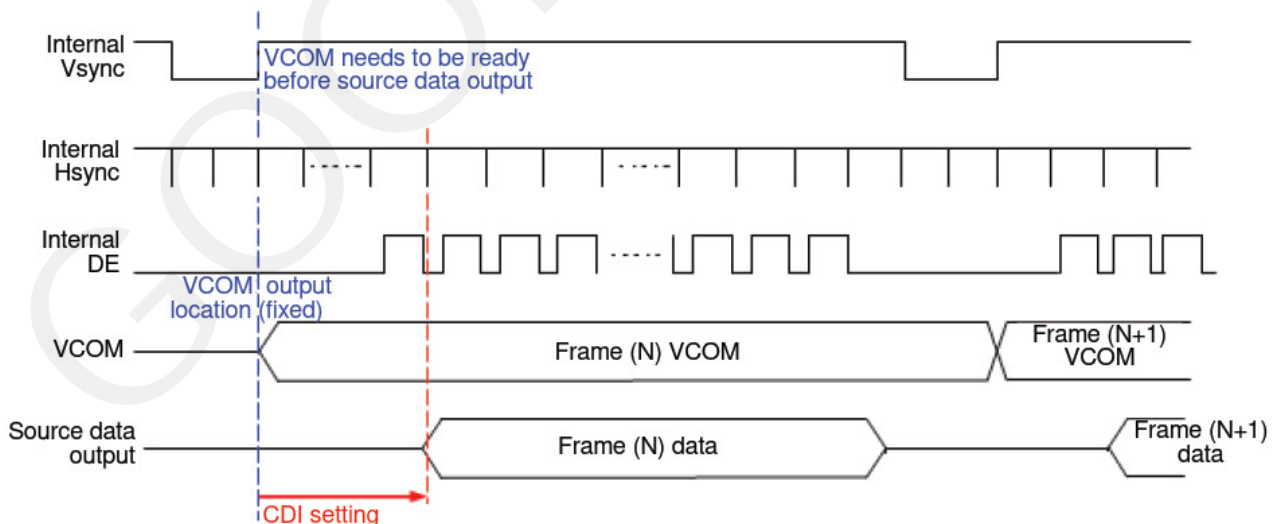 Internal
Vsync
VCOM needs to be ready
before source data output
Internal
Hsync
Internal
DE
VCOM output
location (fixed)
VCOM
Frame (N) VCOM
Frame (N+1)
VCOM
Source data
output
Frame (N) data
Frame (N+1)
data
CDI setting